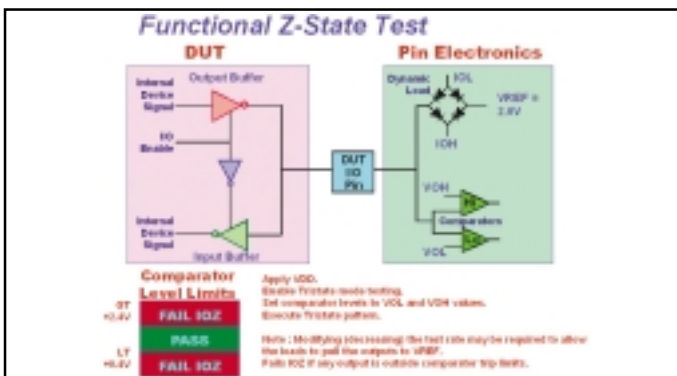 Functional Z-State Test
DUT
Pin Electronics
Output Buffer
Internal
Device
Signal
I/O
Enable
Internal
Device
Signal
Input Buffer
DUT
I/O
Pin
Dynamic
Load
IOL
VREF =
IOH
VOH
Hi
Comparators
Lo
VOL
Comparator
Level Limits
GT
+2.4V
FAIL IOZ
PASS
LT
+0.4V
FAIL IOZ
Apply VDD.
Enable Tristate mode testing.
Set comparator levels to VOL and VOH values.
Execute Tristate pattern.
Note : Modifying (decreasing) the test rate may be required to allow
the loads to pull the outputs to VREF.
Fails IOZ if any output is outside comparator trip limits.